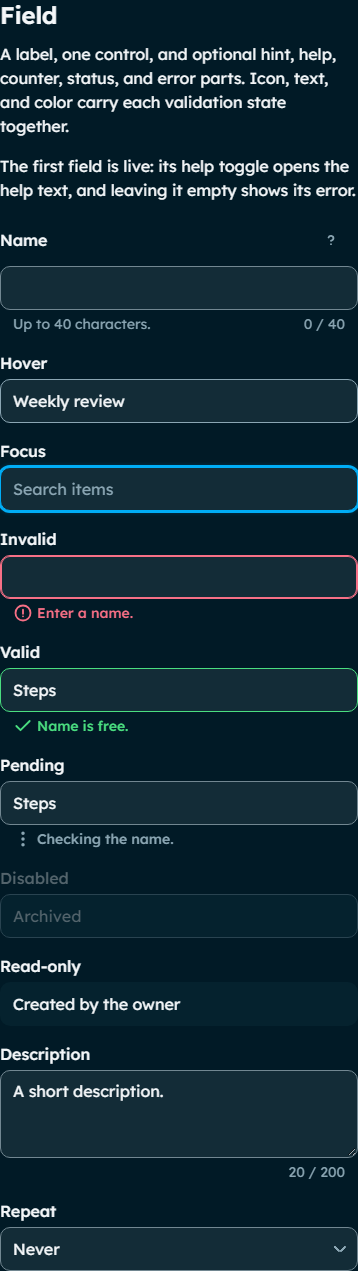 Field
A label, one control, and optional hint, help,
counter, status, and error parts. Icon, text,
and color carry each validation state
together.
The first field is live: its help toggle opens the
help text, and leaving it empty shows its error.
Name ?
Up to 40 characters. 0 / 40
Hover
Weekly review
Focus
Search items
Invalid
Enter a name.
Valid
Steps
Name is free.
Pending
Steps
Checking the name.
Disabled
Archived
Read-only
Created by the owner
Description
A short description.
20 / 200
Repeat
Never